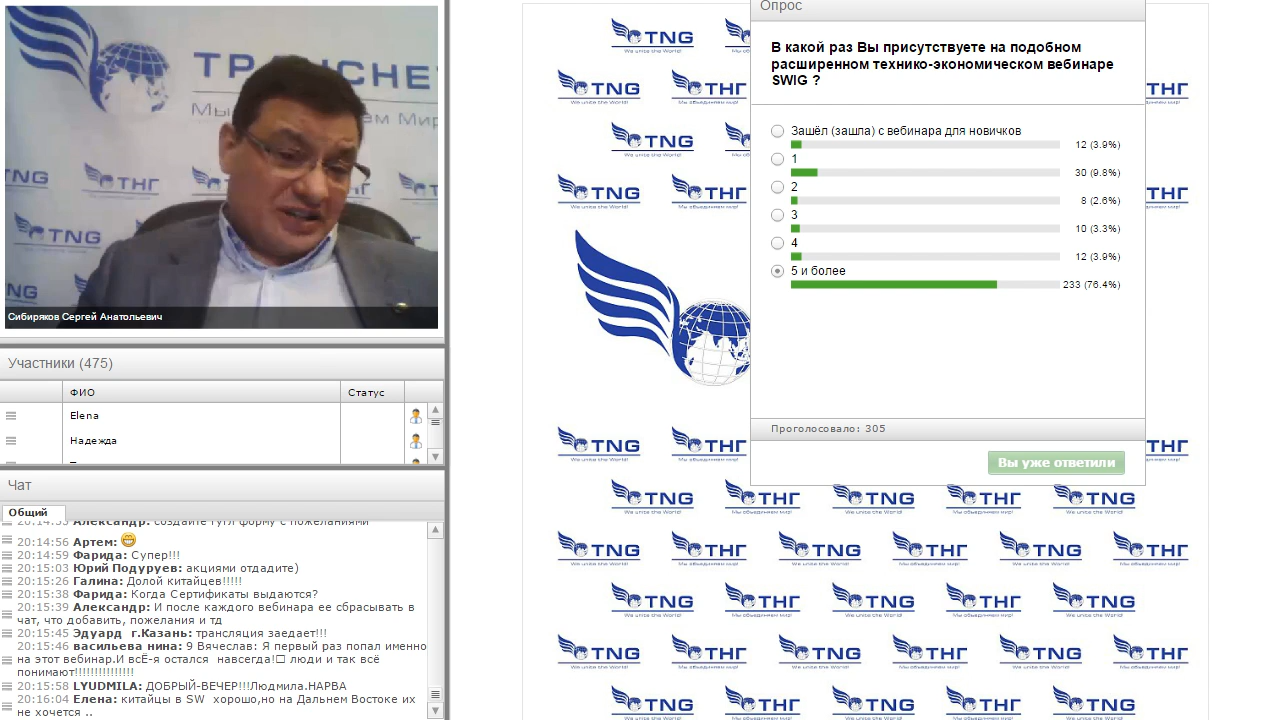 ТРАНСНЕ
TNG
ТНГ
Сибиряков Сергей Анатольевич
Участники (475)
ФИО
Статус
Elena
Надежда
Чат
Общий
Александр: создайте гугл форму с пожеланиями
20:14:56 Артем:
20:14:59 Фарида: Супер!!!
20:15:03 Юрий Подуруев: акциями отдадите)
20:15:26 Галина: Долой китайцев!!!!!
20:15:38 Фарида: Когда Сертификаты выдаются?
20:15:39 Александр: И после каждого вебинара ее сбрасывать в
чат, что добавить, пожелания и тд
20:15:45 Эдуард г.Казань: трансляция заедает!!!
20:15:46 васильева нина: 9 Вячеслав: Я первый раз попал именно
на этот вебинар.И всЁ-я остался навсегда! люди и так всё
понимают!!!!!!!!!!!!!!!!
20:15:58 LYUDMILA: ДОБРЫЙ-ВЕЧЕР!!!Людмила.НАРВА
20:16:04 Елена: китайцы в SW хорошо,но на Дальнем Востоке их
не хочется ..
Опрос
В какой раз Вы присутствуете на подобном
расширенном технико-экономическом вебинаре
SWIG ?
Зашёл (зашла) с вебинара для новичков
12 (3.9%)
1
30 (9.8%)
2
8 (2.6%)
3
10 (3.3%)
4
12 (3.9%)
5 и более
233 (76.4%)
Проголосовало: 305
Вы уже ответили
TNG
We unite the World!
ТНГ
Мы объединяем мир!